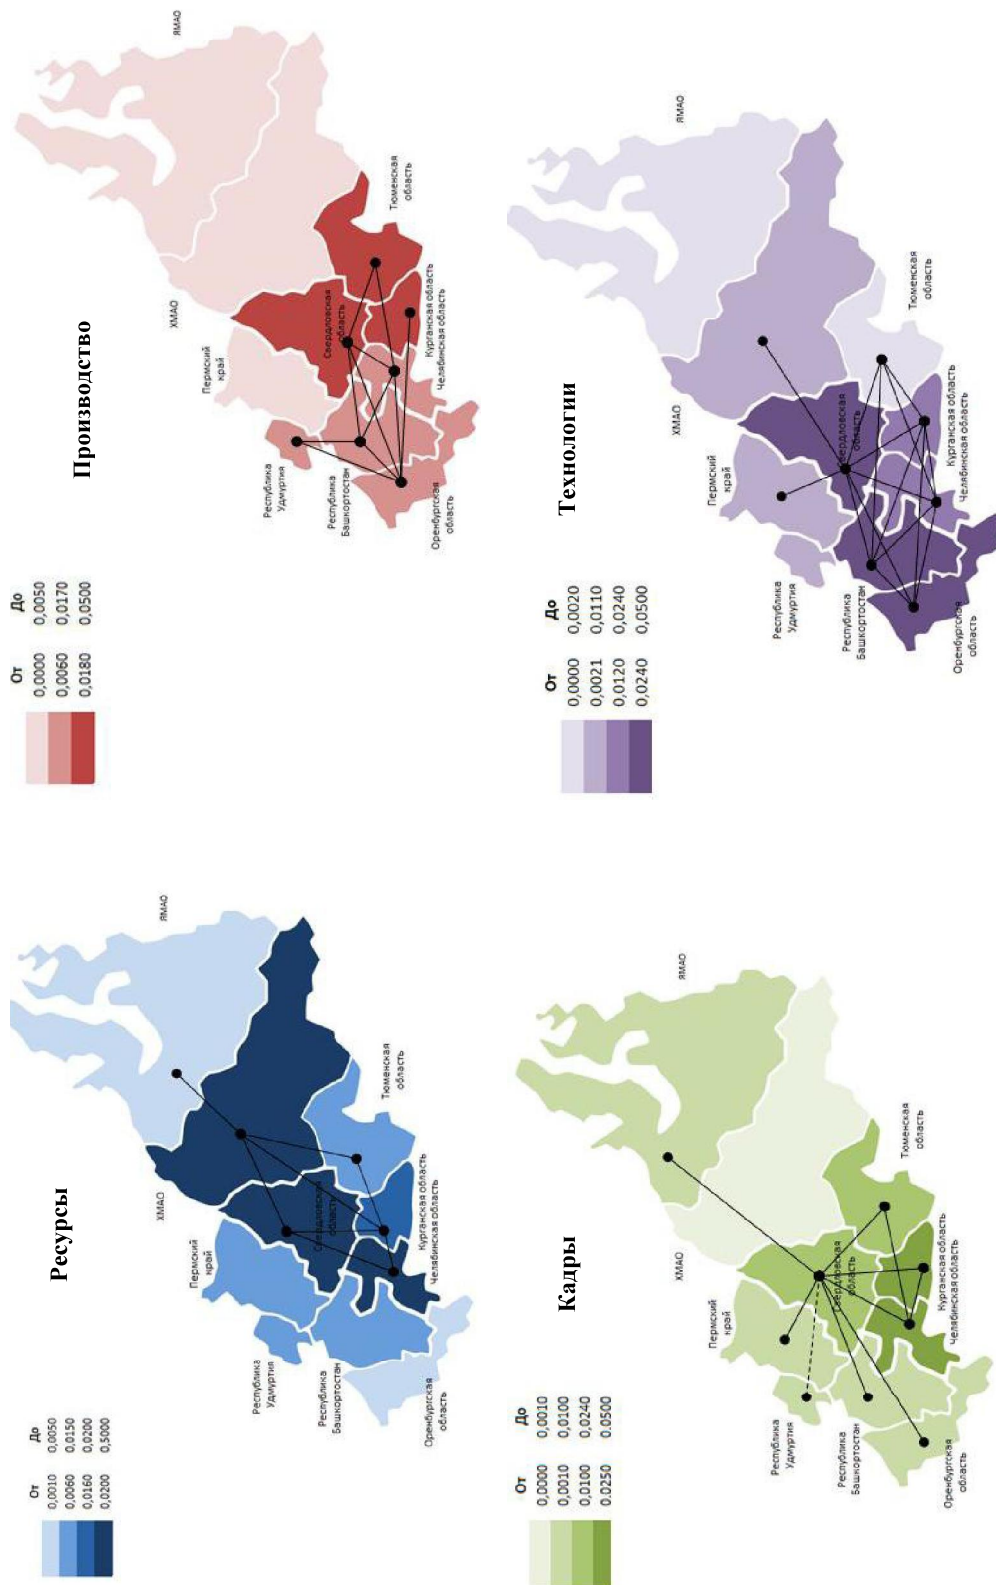 Ресурсы
От До
0,0010 0,0050
0,0060 0,0150
0,0160 0,0200
0,0200 0,5000
ЯМАО
ХМАО
Пермский
край
Республика
Удмуртия
Республика
Башкортостан
Оренбургская
область
Свердловская
область
Тюменская
область
Курганская область
Челябинская область
Производство
От До
0,0000 0,0050
0,0060 0,0170
0,0180 0,0500
ЯМАО
ХМАО
Пермский
край
Республика
Удмуртия
Республика
Башкортостан
Оренбургская
область
Свердловская
область
Тюменская
область
Курганская область
Челябинская область
Кадры
От До
0,0000 0,0010
0,0010 0,0100
0,0100 0,0240
0.0250 0.0500
ЯМАО
ХМАО
Пермский
край
Республика
Удмуртия
Республика
Башкортостан
Оренбургская
область
Свердловская
область
Тюменская
область
Курганская область
Челябинская область
Технологии
От До
0,0000 0,0020
0,0021 0,0110
0,0120 0,0240
0,0240 0,0500
ЯМАО
ХМАО
Пермский
край
Республика
Удмуртия
Республика
Башкортостан
Оренбургская
область
Свердловская
область
Тюменская
область
Курганская область
Челябинская область